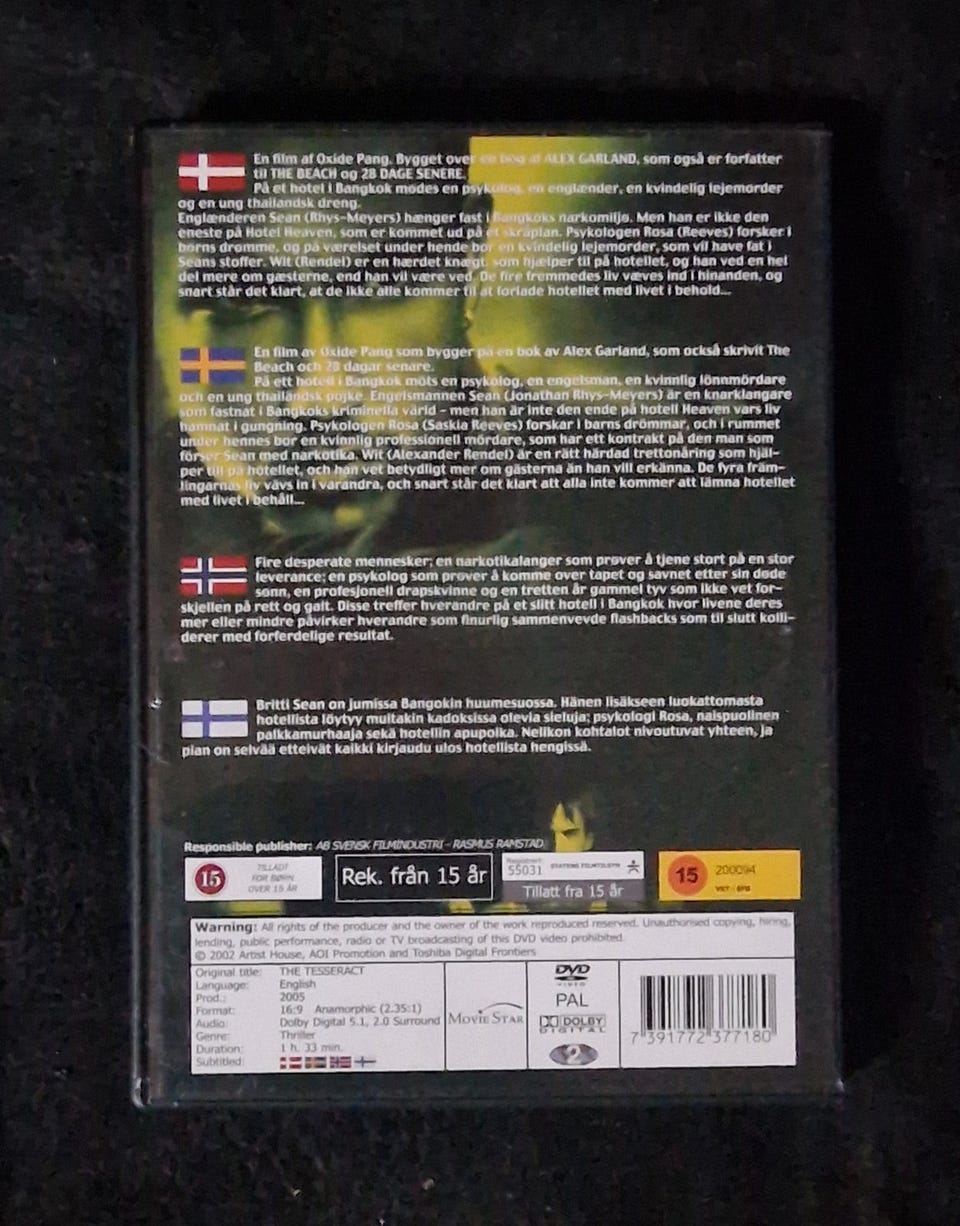 En film af Oxide Pang. Bygget over en bog af ALEX GARLAND, som også er forfatter
til THE BEACH og 28 DAGE SENERE.
På et hotel i Bangkok mødes en psykolog, en englænder, en kvindelig lejemorder
og en ung thailandsk dreng.
Englænderen Sean (Rhys-Meyers) hænger fast i Bangkoks narkomiljø. Men han er ikke den
eneste på Hotel Heaven, som er kommet ud på et skråplan. Psykologen Rosa (Reeves) forsker i
børns drømme, og på værelset under hende bor en kvindelig lejemorder, som vil have fat i
Seans stoffer. Wit (Rendel) er en hærdet knægt, som hjælper til på hotellet, og han ved en hel
del mere om gæsterne, end han vil være ved. De fire fremmedes liv væves ind i hinanden, og
snart står det klart, at de ikke alle kommer til at forlade hotellet med livet i behold...
En film av Oxide Pang som bygger på en bok av Alex Garland, som också skrivit The
Beach och 28 dagar senare.
På ett hotell i Bangkok möts en psykolog, en engelsman, en kvinnlig lönnmördare
och en ung thailändsk pojke. Engelsmannen Sean (Jonathan Rhys-Meyers) är en knarklangare
som fastnat i Bangkoks kriminella värld - men han är inte den ende på hotell Heaven vars liv
hamnat i gungning. Psykologen Rosa (Saskia Reeves) forskar i barns drömmar, och i rummet
under hennes bor en kvinnlig professionell mördare, som har ett kontrakt på den man som
förser Sean med narkotika. Wit (Alexander Rendel) är en rätt härdad trettonåring som hjäl-
per till på hotellet, och han vet betydligt mer om gästerna än han vill erkänna. De fyra främ-
lingarnas liv vävs in i varandra, och snart står det klart att alla inte kommer att lämna hotellet
med livet i behåll...
Fire desperate mennesker; en narkotikalanger som prøver å tjene stort på en stor
leveranse; en psykolog som prøver å komme over tapet og savnet etter sin døde
sønn, en profesjonell drapskvinne og en tretten år gammel tyv som ikke vet for-
skjellen på rett og galt. Disse treffer hverandre på et slitt hotell i Bangkok hvor livene deres
mer eller mindre påvirker hverandre som finurlig sammenvevde flashbacks som til slutt kolli-
derer med forferdelige resultat.
Britti Sean on jumissa Bangokin huumesuossa. Hänen lisäkseen luokattomasta
hotellista löytyy muitakin kadoksissa olevia sieluja; psykologi Rosa, naispuolinen
palkkamurhaaja sekä hotellin apupoika. Nelikon kohtalot nivoutuvat yhteen, ja
pian on selvää etteivät kaikki kirjaudu ulos hotellista hengissä.
Responsible publisher: AB SVENSK FILMINDUSTRI - RASMUS RAMSTAD
15 TILLADT
FOR BØRN
OVER 15 ÅR
Rek. från 15 år
Registrert:
55031 STATENS FILMTILSYN
Tillatt fra 15 år
15 200094
VET - SFB
Warning: All rights of the producer and the owner of the work reproduced reserved. Unauthorised copying, hiring,
lending, public performance, radio or TV broadcasting of this DVD video prohibited.
© 2002 Artist House, AOI Promotion and Toshiba Digital Frontiers
Original title: THE TESSERACT
Language: English
Prod.: 2005
Format: 16:9 Anamorphic (2.35:1)
Audio: Dolby Digital 5.1, 2.0 Surround
Genre: Thriller
Duration: 1 h. 33 min.
Subtitled:
MOVIE STAR
DVD
VIDEO
PAL
DOLBY
DIGITAL
2
7 391772 377180